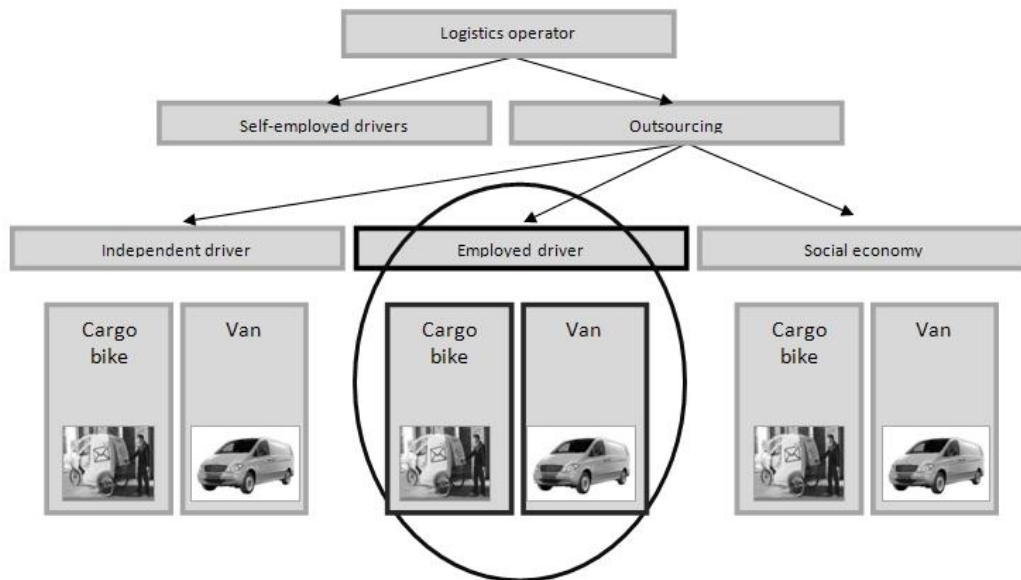 Logistics operator
Self-employed drivers
Outsourcing
Independent driver
Employed driver
Social economy
Cargo
bike
Van
Cargo
bike
Van
Cargo
bike
Van